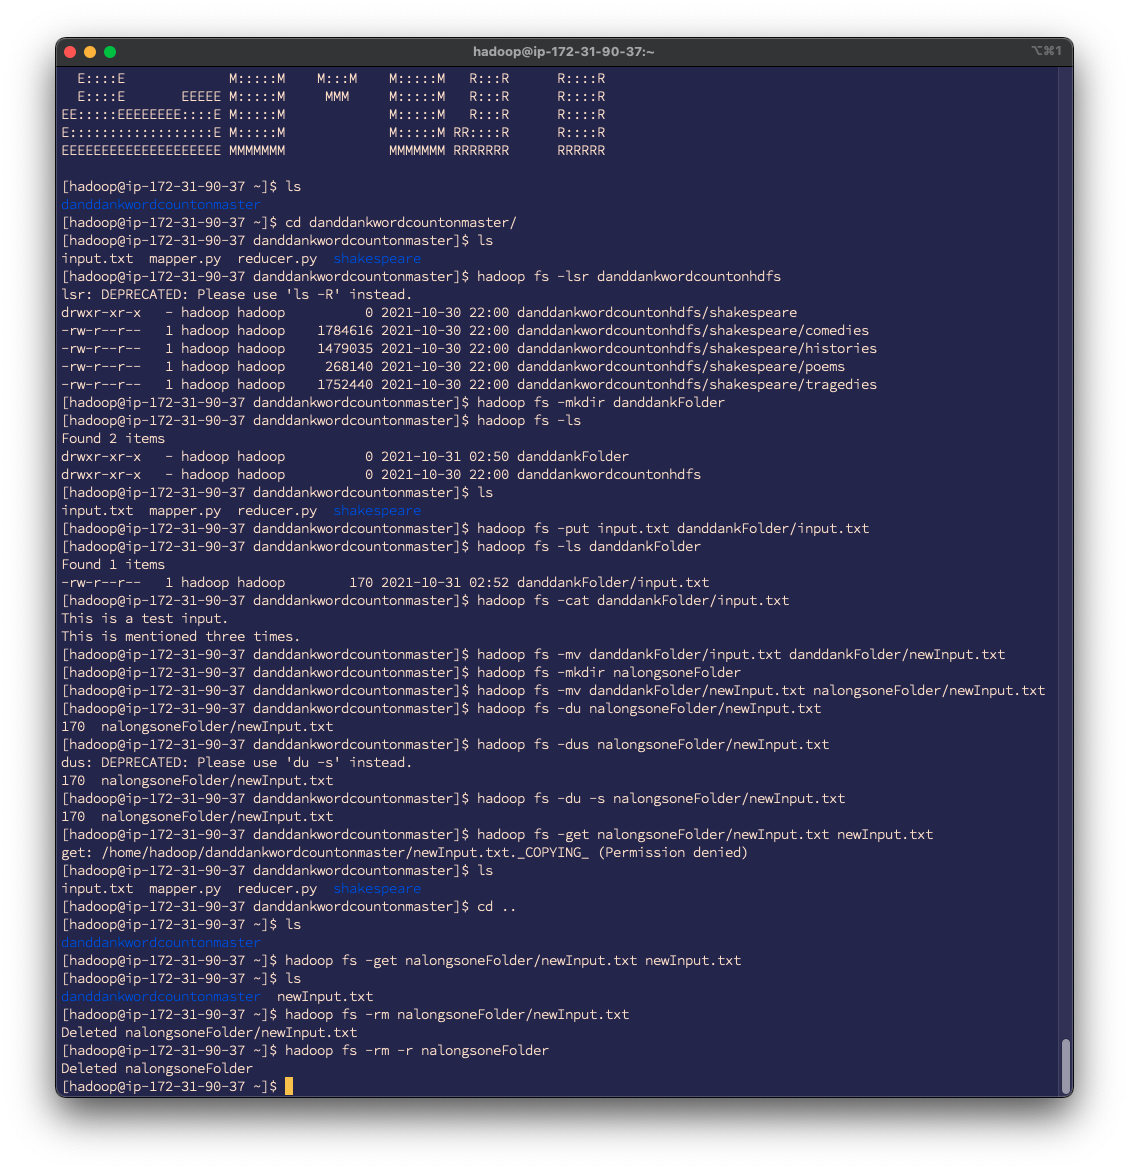 hadoop@ip-172-31-90-37:~
⌥⌘1
E::::E             M:::::M    M:::M    M:::::M   R:::R      R::::R
E::::E       EEEEE M:::::M     MMM     M:::::M   R:::R      R::::R
EE:::::EEEEEEEE::::E M:::::M             M:::::M   R:::R      R::::R
E::::::::::::::::::E M:::::M             M:::::M RR::::R      R::::R
EEEEEEEEEEEEEEEEEEEE MMMMMMM             MMMMMMM RRRRRRR      RRRRRR
[hadoop@ip-172-31-90-37 ~]$ ls
danddankwordcountonmaster
[hadoop@ip-172-31-90-37 ~]$ cd danddankwordcountonmaster/
[hadoop@ip-172-31-90-37 danddankwordcountonmaster]$ ls
input.txt  mapper.py  reducer.py  shakespeare
[hadoop@ip-172-31-90-37 danddankwordcountonmaster]$ hadoop fs -lsr danddankwordcountonhdfs
lsr: DEPRECATED: Please use 'ls -R' instead.
drwxr-xr-x   - hadoop hadoop          0 2021-10-30 22:00 danddankwordcountonhdfs/shakespeare
-rw-r--r--   1 hadoop hadoop    1784616 2021-10-30 22:00 danddankwordcountonhdfs/shakespeare/comedies
-rw-r--r--   1 hadoop hadoop    1479035 2021-10-30 22:00 danddankwordcountonhdfs/shakespeare/histories
-rw-r--r--   1 hadoop hadoop     268140 2021-10-30 22:00 danddankwordcountonhdfs/shakespeare/poems
-rw-r--r--   1 hadoop hadoop    1752440 2021-10-30 22:00 danddankwordcountonhdfs/shakespeare/tragedies
[hadoop@ip-172-31-90-37 danddankwordcountonmaster]$ hadoop fs -mkdir danddankFolder
[hadoop@ip-172-31-90-37 danddankwordcountonmaster]$ hadoop fs -ls
Found 2 items
drwxr-xr-x   - hadoop hadoop          0 2021-10-31 02:50 danddankFolder
drwxr-xr-x   - hadoop hadoop          0 2021-10-30 22:00 danddankwordcountonhdfs
[hadoop@ip-172-31-90-37 danddankwordcountonmaster]$ ls
input.txt  mapper.py  reducer.py  shakespeare
[hadoop@ip-172-31-90-37 danddankwordcountonmaster]$ hadoop fs -put input.txt danddankFolder/input.txt
[hadoop@ip-172-31-90-37 danddankwordcountonmaster]$ hadoop fs -ls danddankFolder
Found 1 items
-rw-r--r--   1 hadoop hadoop        170 2021-10-31 02:52 danddankFolder/input.txt
[hadoop@ip-172-31-90-37 danddankwordcountonmaster]$ hadoop fs -cat danddankFolder/input.txt
This is a test input.
This is mentioned three times.
[hadoop@ip-172-31-90-37 danddankwordcountonmaster]$ hadoop fs -mv danddankFolder/input.txt danddankFolder/newInput.txt
[hadoop@ip-172-31-90-37 danddankwordcountonmaster]$ hadoop fs -mkdir nalongsoneFolder
[hadoop@ip-172-31-90-37 danddankwordcountonmaster]$ hadoop fs -mv danddankFolder/newInput.txt nalongsoneFolder/newInput.txt
[hadoop@ip-172-31-90-37 danddankwordcountonmaster]$ hadoop fs -du nalongsoneFolder/newInput.txt
170  nalongsoneFolder/newInput.txt
[hadoop@ip-172-31-90-37 danddankwordcountonmaster]$ hadoop fs -dus nalongsoneFolder/newInput.txt
dus: DEPRECATED: Please use 'du -s' instead.
170  nalongsoneFolder/newInput.txt
[hadoop@ip-172-31-90-37 danddankwordcountonmaster]$ hadoop fs -du -s nalongsoneFolder/newInput.txt
170  nalongsoneFolder/newInput.txt
[hadoop@ip-172-31-90-37 danddankwordcountonmaster]$ hadoop fs -get nalongsoneFolder/newInput.txt newInput.txt
get: /home/hadoop/danddankwordcountonmaster/newInput.txt._COPYING_ (Permission denied)
[hadoop@ip-172-31-90-37 danddankwordcountonmaster]$ ls
input.txt  mapper.py  reducer.py  shakespeare
[hadoop@ip-172-31-90-37 danddankwordcountonmaster]$ cd ..
[hadoop@ip-172-31-90-37 ~]$ ls
danddankwordcountonmaster
[hadoop@ip-172-31-90-37 ~]$ hadoop fs -get nalongsoneFolder/newInput.txt newInput.txt
[hadoop@ip-172-31-90-37 ~]$ ls
danddankwordcountonmaster  newInput.txt
[hadoop@ip-172-31-90-37 ~]$ hadoop fs -rm nalongsoneFolder/newInput.txt
Deleted nalongsoneFolder/newInput.txt
[hadoop@ip-172-31-90-37 ~]$ hadoop fs -rm -r nalongsoneFolder
Deleted nalongsoneFolder
[hadoop@ip-172-31-90-37 ~]$